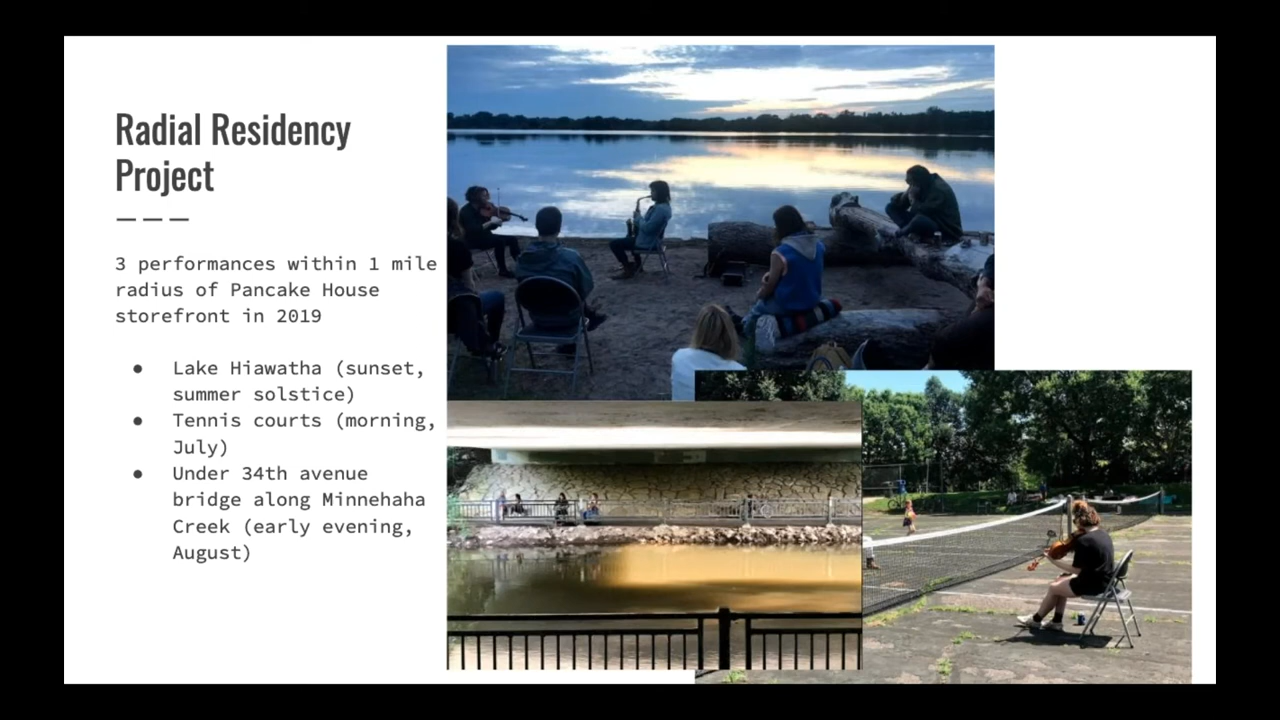 Radial Residency
Project
3 performances within 1 mile
radius of Pancake House
storefront in 2019
● Lake Hiawatha (sunset,
summer solstice)
● Tennis courts (morning,
July)
● Under 34th avenue
bridge along Minnehaha
Creek (early evening,
August)